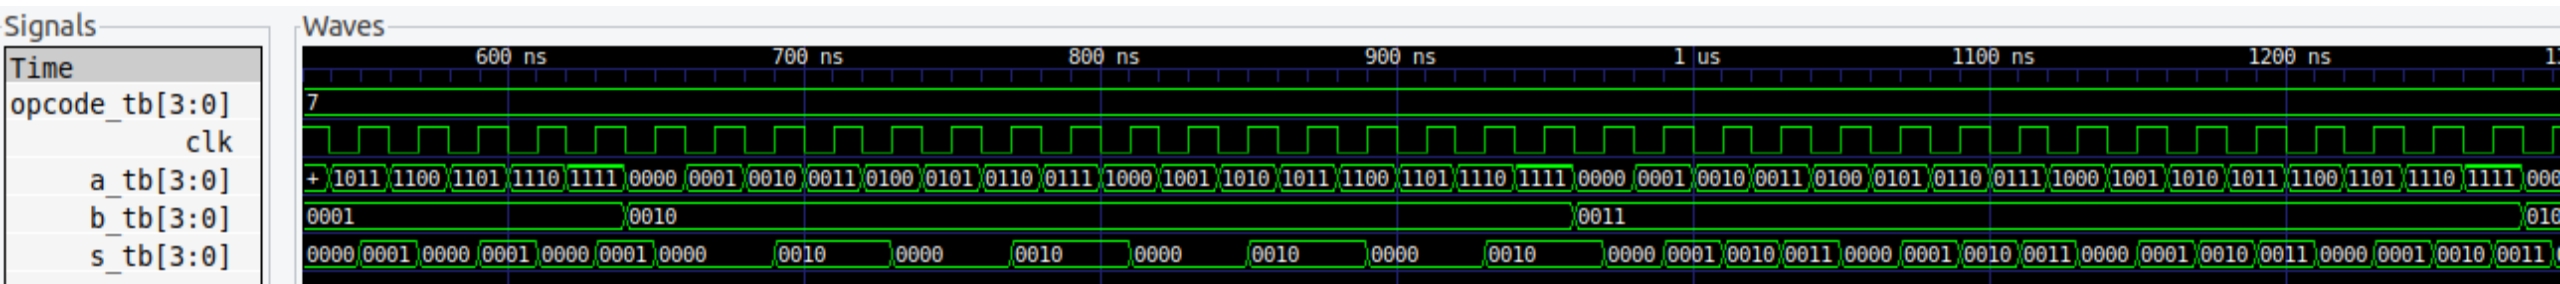 Signals Waves
Time 600 ns 700 ns 800 ns 900 ns 1 us 1100 ns 1200 ns 1
opcode_tb[3:0] 7
clk
a_tb[3:0] + 1011 1100 1101 1110 1111 0000 0001 0010 0011 0100 0101 0110 0111 1000 1001 1010 1011 1100 1101 1110 1111 0000 0001 0010 0011 0100 0101 0110 0111 1000 1001 1010 1011 1100 1101 1110 1111 000
b_tb[3:0] 0001 0010 0011 010
s_tb[3:0] 0000 0001 0000 0001 0000 0001 0000 0010 0000 0010 0000 0010 0000 0010 0000 0001 0010 0011 0000 0001 0010 0011 0000 0001 0010 0011 0000 0001 0010 0011